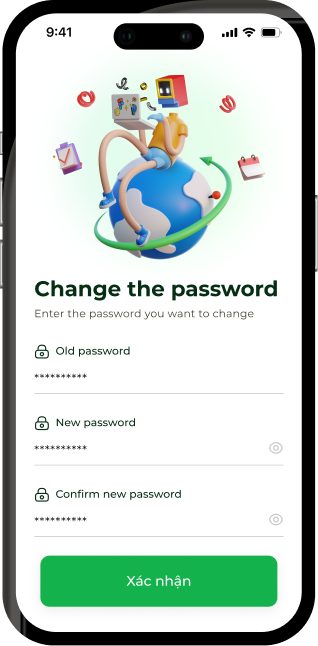 9:41
Change the password
Enter the password you want to change
Old password
**********
New password
**********
Confirm new password
**********
Xác nhận